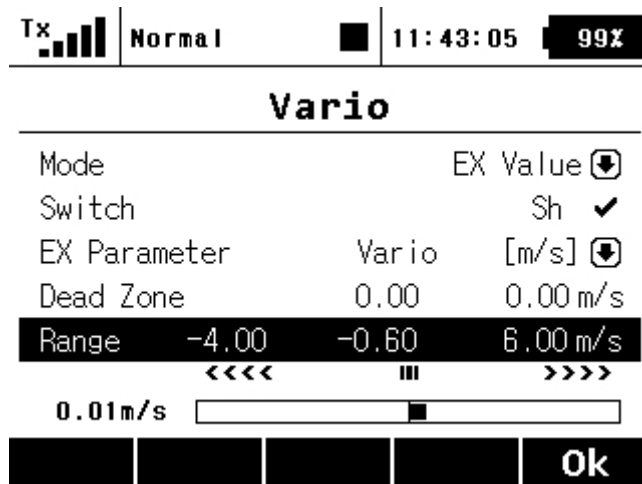 Tx Normal 11:43:05 99%
Vario
Mode EX Value
Switch Sh ✔
EX Parameter Vario [m/s]
Dead Zone 0.00 0.00 m/s
Range -4.00 -0.60 6.00 m/s
<<<< III >>>>
0.01m/s
Ok